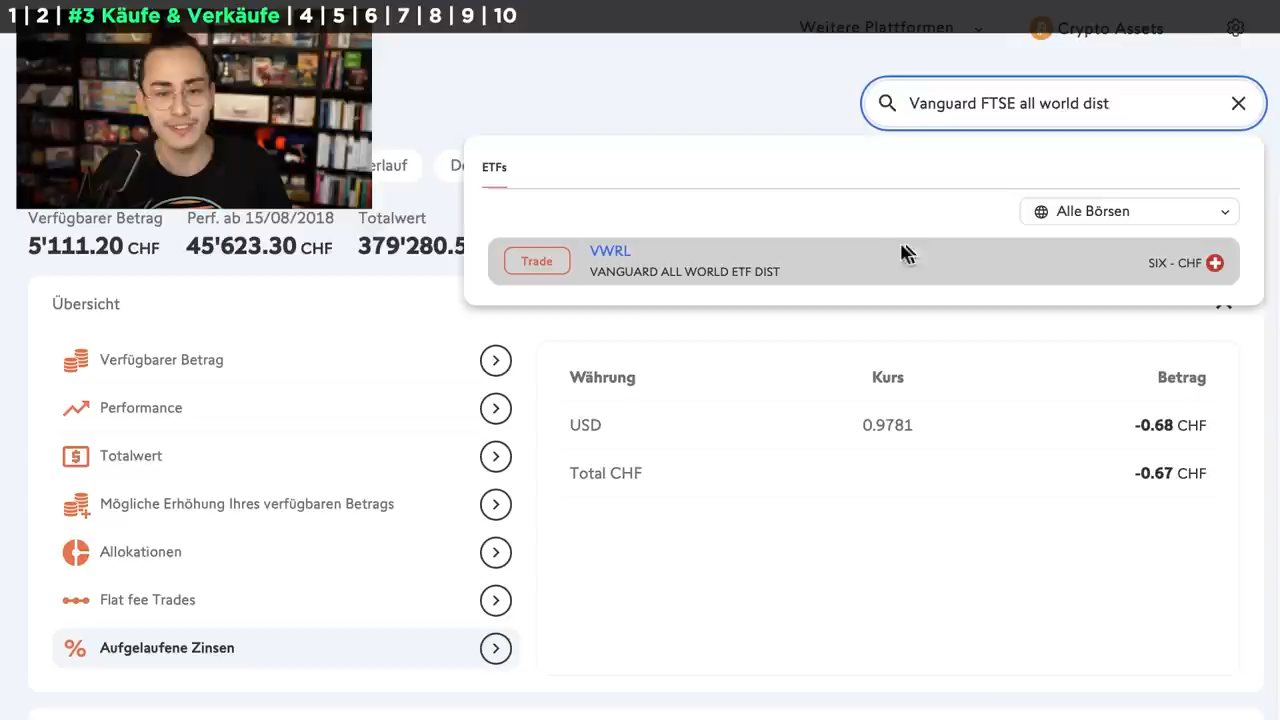 1 | 2 | #3 Käufe & Verkäufe | 4 | 5 | 6 | 7 | 8 | 9 | 10
Weitere Plattformen
Crypto Assets
Vanguard FTSE all world dist
erlauf
ETFs
Alle Börsen
Verfügbarer Betrag
Perf. ab 15/08/2018
Totalwert
5'111.20 CHF
45'623.30 CHF
379'280.5
Trade
VWRL
VANGUARD ALL WORLD ETF DIST
SIX - CHF
Übersicht
Verfügbarer Betrag
Performance
Totalwert
Mögliche Erhöhung Ihres verfügbaren Betrags
Allokationen
Flat fee Trades
Aufgelaufene Zinsen
Währung Kurs Betrag
USD 0.9781 -0.68 CHF
Total CHF -0.67 CHF